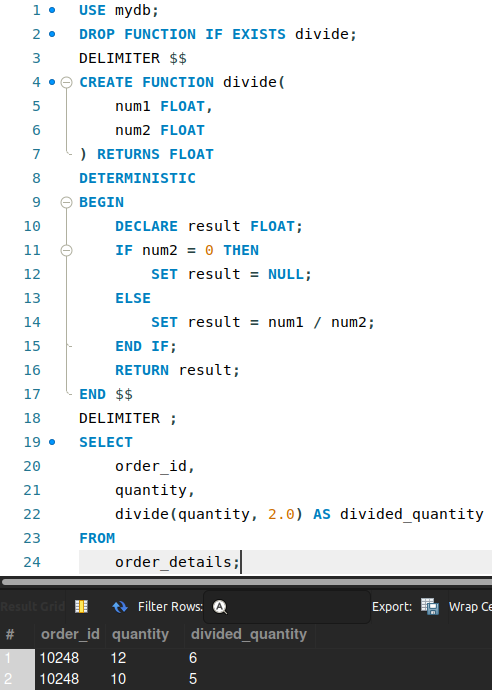 1 USE mydb;
2 DROP FUNCTION IF EXISTS divide;
3 DELIMITER $$
4 CREATE FUNCTION divide(
5 num1 FLOAT,
6 num2 FLOAT
7 ) RETURNS FLOAT
8 DETERMINISTIC
9 BEGIN
10 DECLARE result FLOAT;
11 IF num2 = 0 THEN
12 SET result = NULL;
13 ELSE
14 SET result = num1 / num2;
15 END IF;
16 RETURN result;
17 END $$
18 DELIMITER ;
19 SELECT
20 order_id,
21 quantity,
22 divide(quantity, 2.0) AS divided_quantity
23 FROM
24 order_details;
Result Grid Filter Rows: A Export: Wrap Ce
# order_id quantity divided_quantity
1 10248 12 6
2 10248 10 5